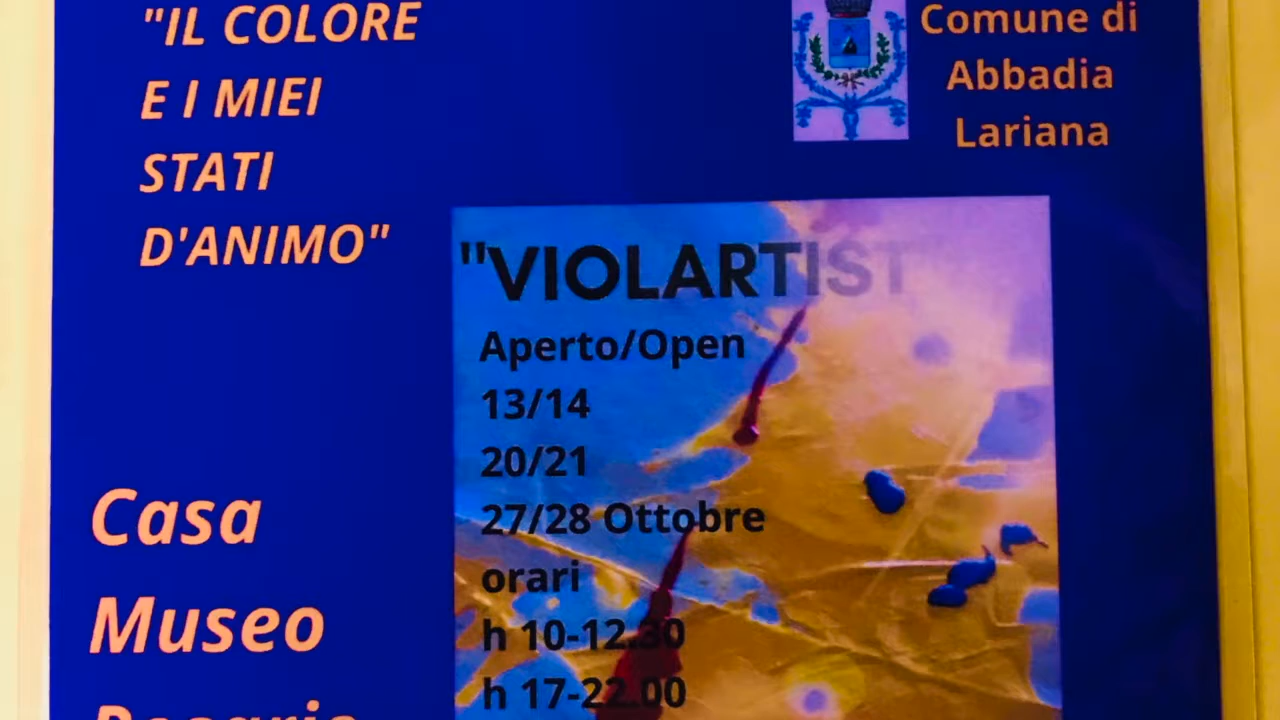 "IL COLORE
E I MIEI
STATI
D'ANIMO"
Comune di
Abbadia
Lariana
"VIOLARTIST
Aperto/Open
13/14
20/21
27/28 Ottobre
orari
h 10-12.30
h 17-22.00
Casa
Museo